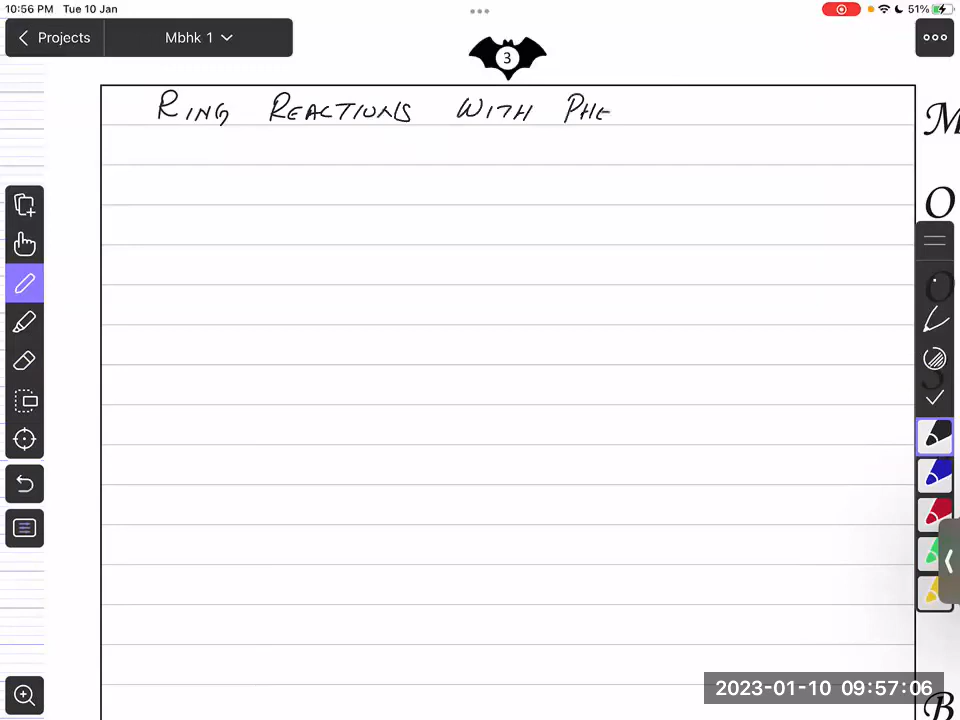 10:56 PM Tue 10 Jan
51%
Projects
Mbhk 1
3
RING REACTIONS WITH PHE
M
O
O
S
B
2023-01-10 09:57:06